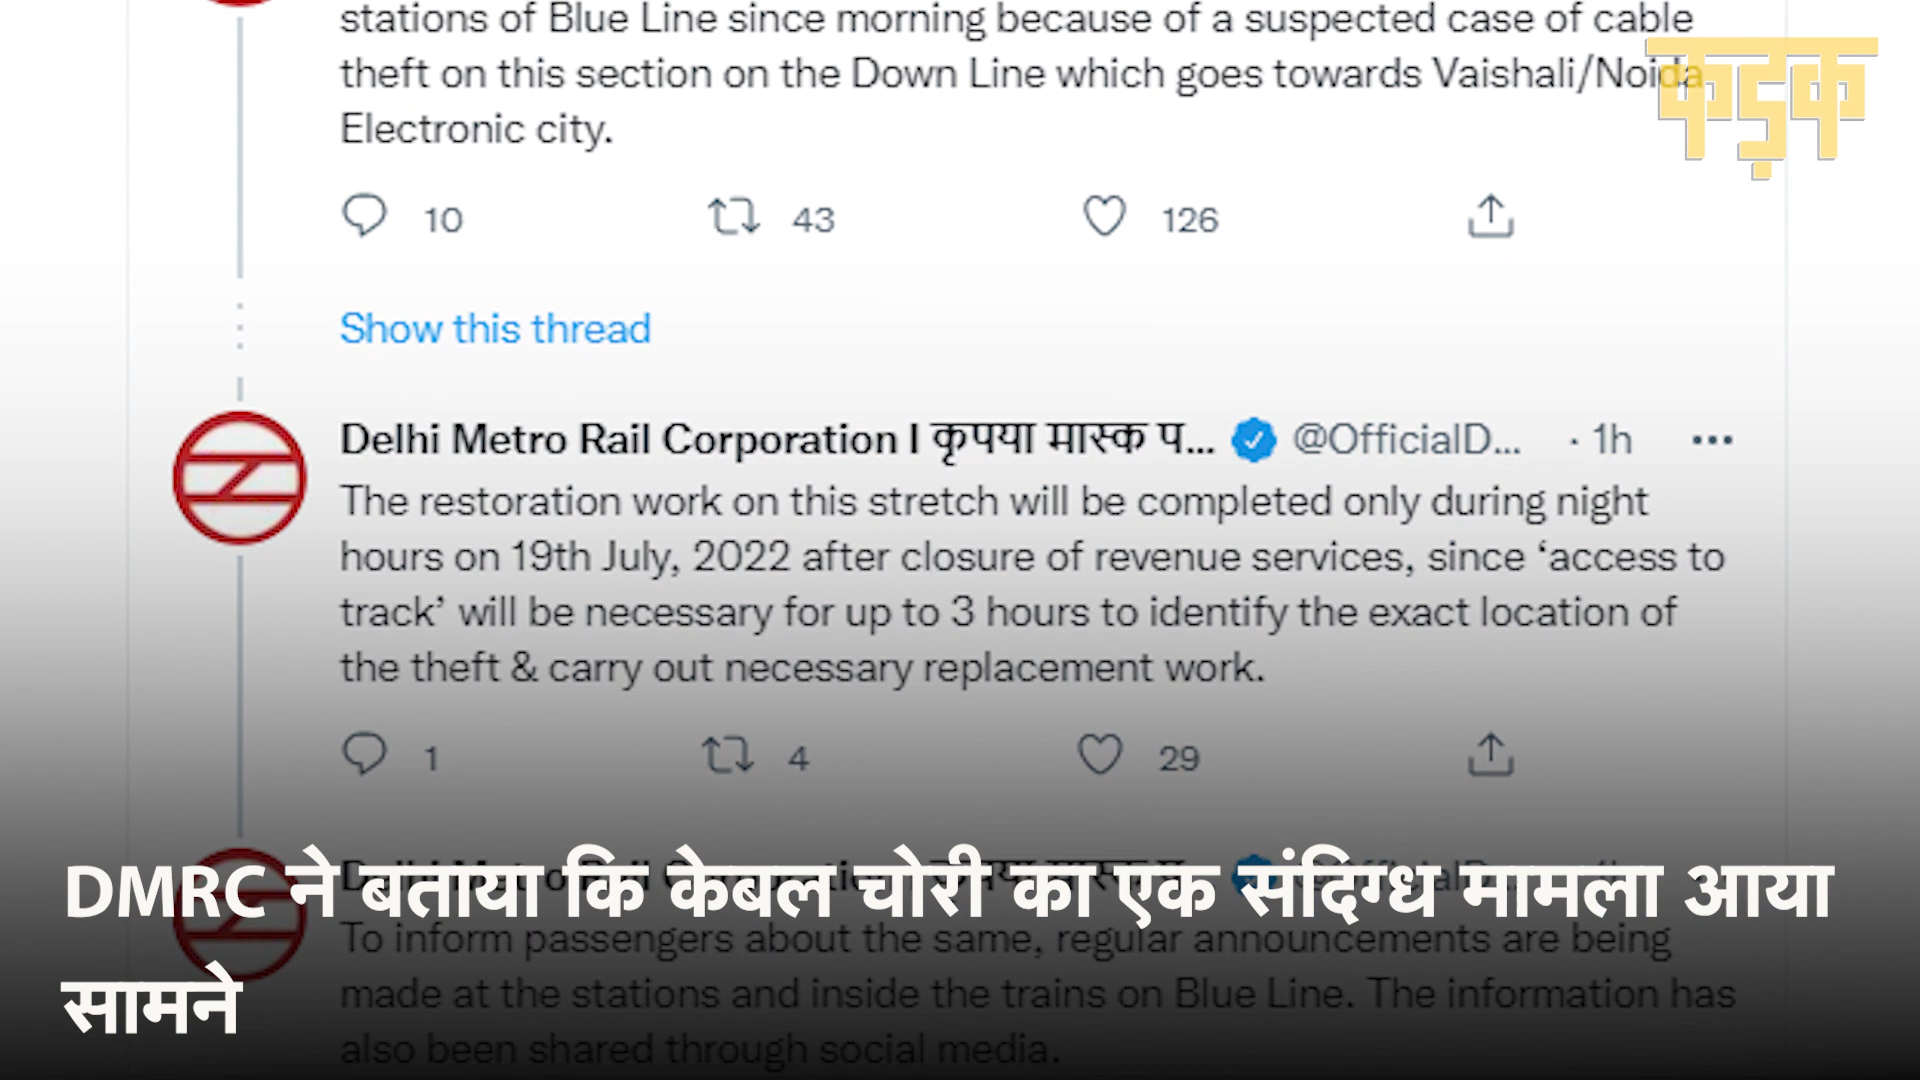 stations of Blue Line since morning because of a suspected case of cable
theft on this section on the Down Line which goes towards Vaishali/Noida
Electronic city.
कड़क
10 43 126
Show this thread
Delhi Metro Rail Corporation I कृपया मास्क प... @OfficialD... · 1h
The restoration work on this stretch will be completed only during night
hours on 19th July, 2022 after closure of revenue services, since ‘access to
track’ will be necessary for up to 3 hours to identify the exact location of
the theft & carry out necessary replacement work.
1 4 29
DMRC ने बताया कि केबल चोरी का एक संदिग्ध मामला आया
सामने
To inform passengers about the same, regular announcements are being
made at the stations and inside the trains on Blue Line. The information has
also been shared through social media.